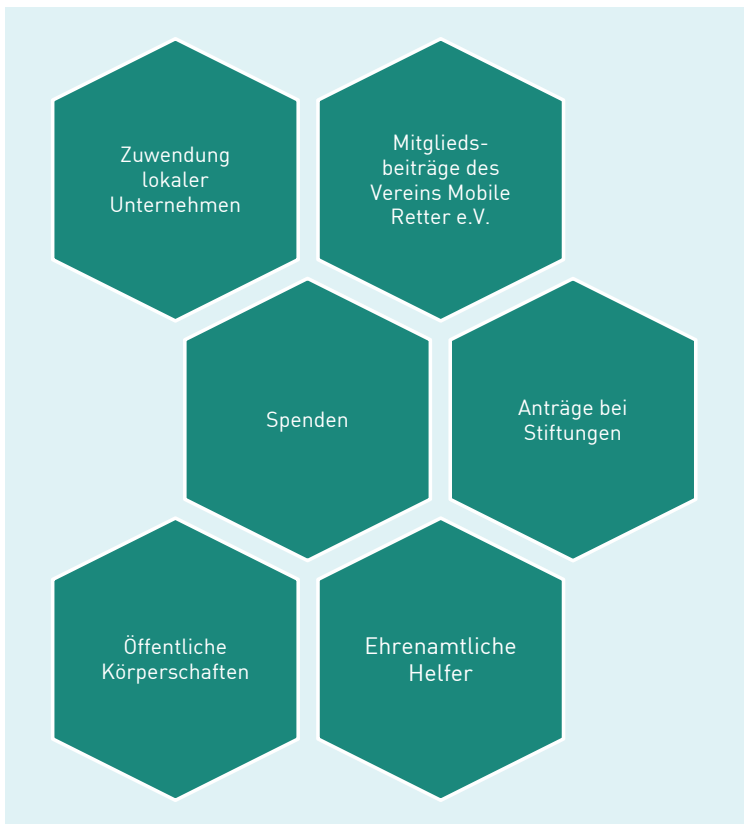 Zuwendung
lokaler
Unternehmen
Mitglieds-
beiträge des
Vereins Mobile
Retter e.V.
Spenden
Anträge bei
Stiftungen
Öffentliche
Körperschaften
Ehrenamtliche
Helfer